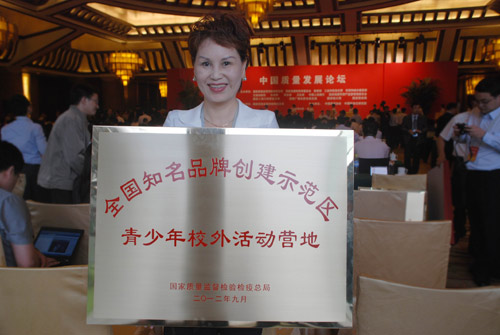 中国质量发展论坛
全国知名品牌创建示范区
青少年校外活动营地
国家质量监督检验检疫总局
二〇一二年九月